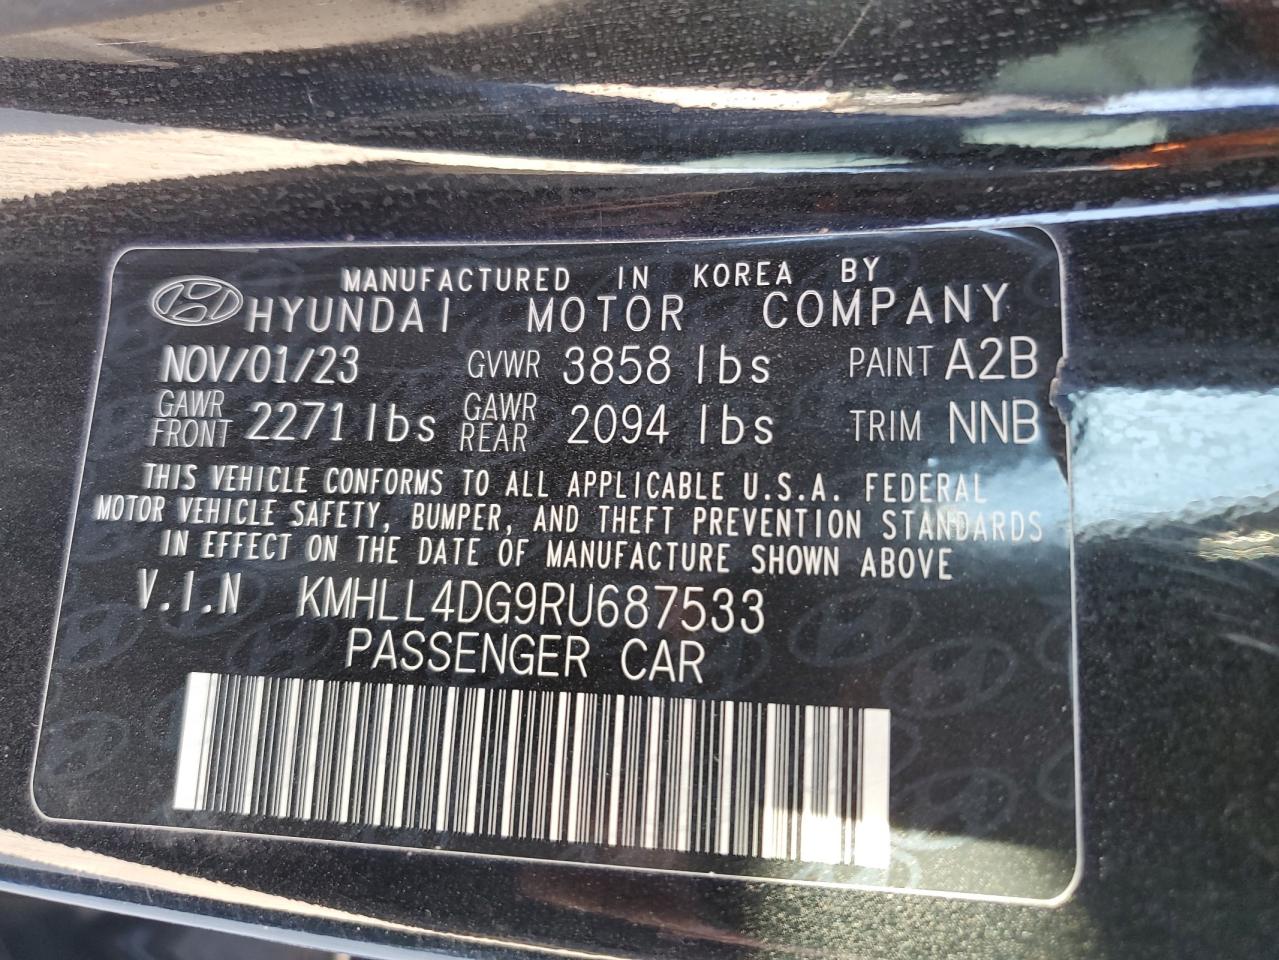 MANUFACTURED IN KOREA BY
HYUNDAI MOTOR COMPANY
NOV/01/23 GVWR 3858 lbs PAINT A2B
GAWR FRONT 2271 lbs GAWR REAR 2094 lbs TRIM NNB
THIS VEHICLE CONFORMS TO ALL APPLICABLE U.S.A. FEDERAL
MOTOR VEHICLE SAFETY, BUMPER, AND THEFT PREVENTION STANDARDS
IN EFFECT ON THE DATE OF MANUFACTURE SHOWN ABOVE
V.I.N KMHLL4DG9RU687533
PASSENGER CAR